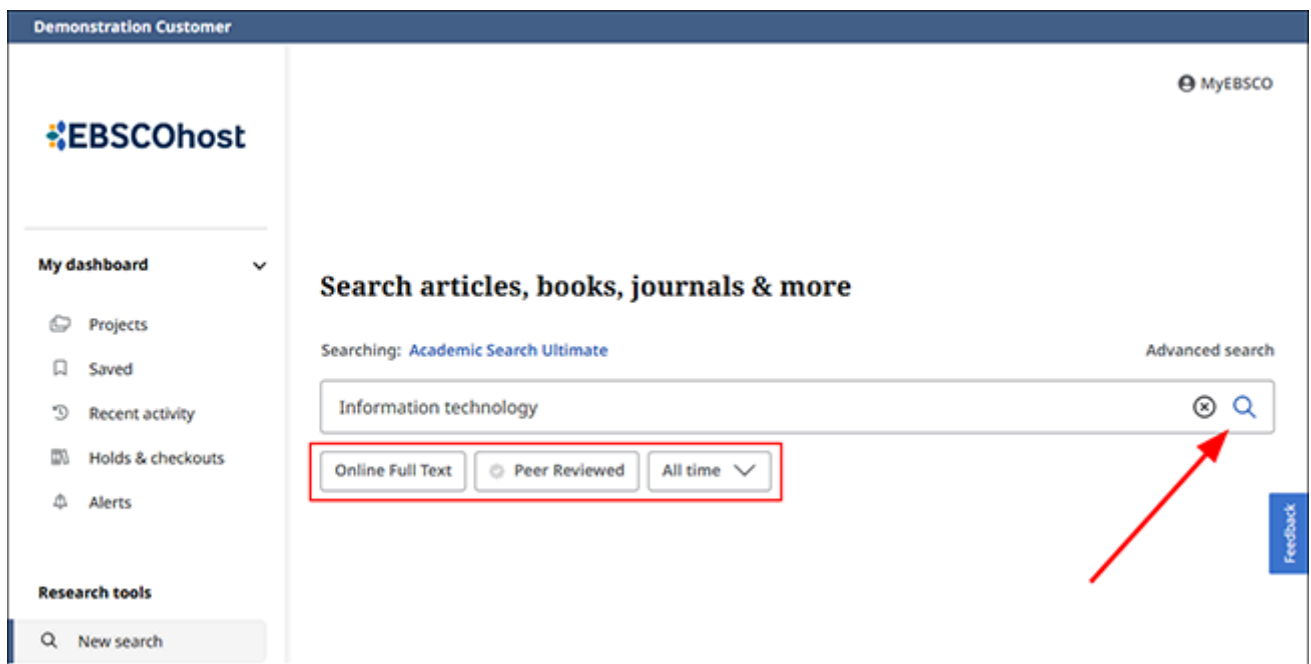 Demonstration Customer
MyEBSCO
EBSCOhost
My dashboard
Projects
Saved
Recent activity
Holds & checkouts
Alerts
Research tools
New search
Search articles, books, journals & more
Searching: Academic Search Ultimate
Advanced search
Information technology
Online Full Text
Peer Reviewed
All time
Feedback